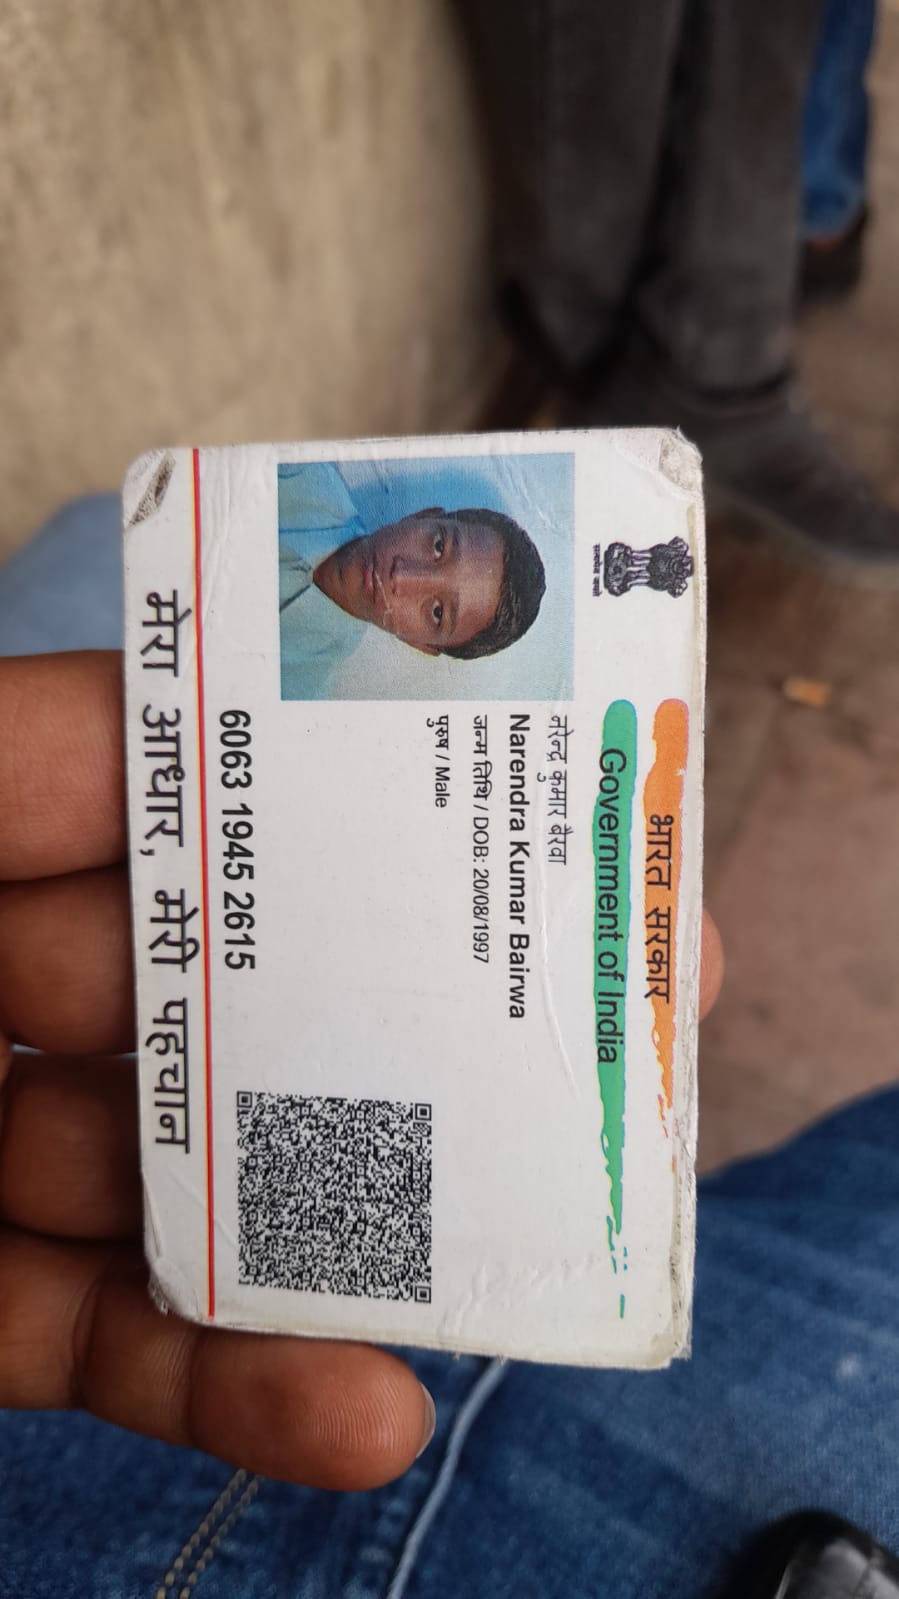 भारत सरकार
Government of India
सत्यमेव जयते
नरेन्द्र कुमार बैरवा
Narendra Kumar Bairwa
जन्म तिथि / DOB: 20/08/1997
पुरुष / Male
6063 1945 2615
मेरा आधार, मेरी पहचान